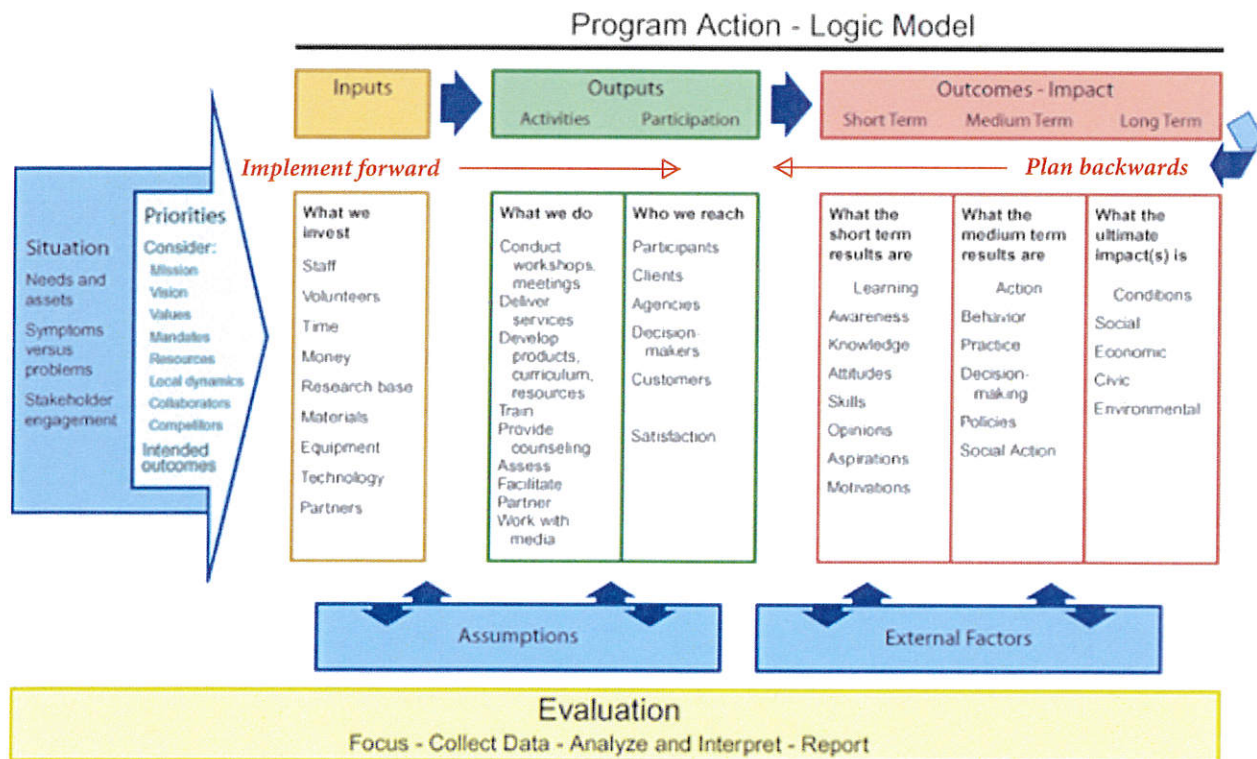 Program Action - Logic Model
Inputs
Outputs
Activities Participation
Outcomes - Impact
Short Term Medium Term Long Term
Implement forward
Plan backwards
Situation
Needs and
assets
Symptoms
versus
problems
Stakeholder
engagement
Priorities
Consider:
Mission
Vision
Values
Mandates
Resources
Local dynamics
Collaborators
Competitors
Intended
outcomes
What we
invest
Staff
Volunteers
Time
Money
Research base
Materials
Equipment
Technology
Partners
What we do
Conduct
workshops,
meetings
Deliver
services
Develop
products,
curriculum,
resources
Train
Provide
counseling
Assess
Facilitate
Partner
Work with
media
Who we reach
Participants
Clients
Agencies
Decision-
makers
Customers
Satisfaction
What the
short term
results are
Learning
Awareness
Knowledge
Attitudes
Skills
Opinions
Aspirations
Motivations
What the
medium term
results are
Action
Behavior
Practice
Decision-
making
Policies
Social Action
What the
ultimate
impact(s) is
Conditions
Social
Economic
Civic
Environmental
Assumptions
External Factors
Evaluation
Focus - Collect Data - Analyze and Interpret - Report